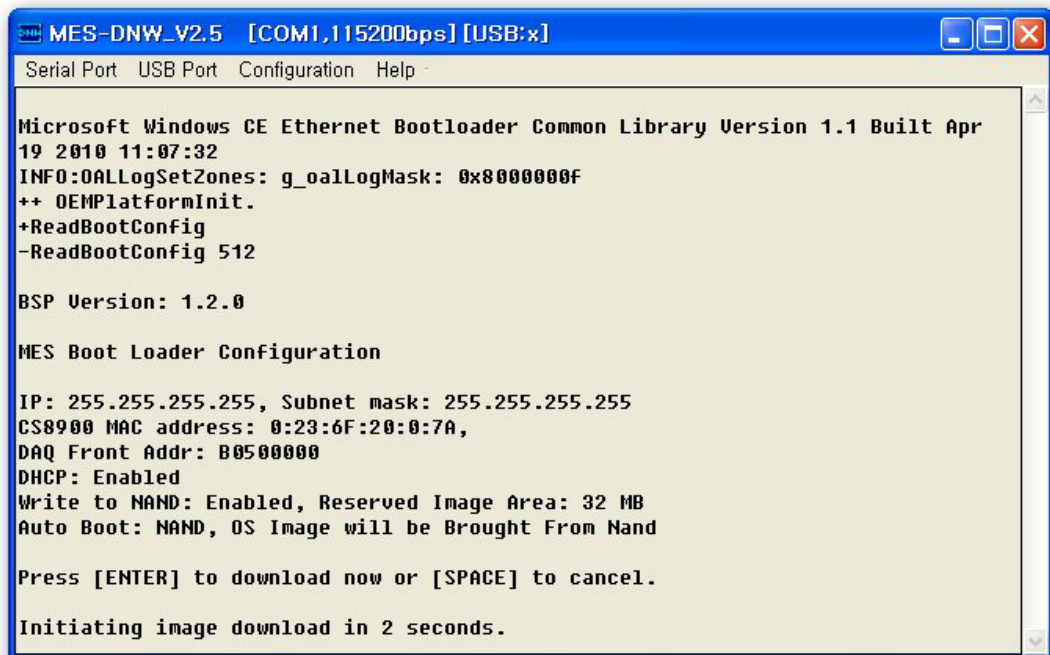 MES-DNW_V2.5 [COM1,115200bps][USB:x]
Serial Port USB Port Configuration Help
Microsoft Windows CE Ethernet Bootloader Common Library Version 1.1 Built Apr
19 2010 11:07:32
INFO:OALLogSetZones: g_oalLogMask: 0x8000000f
++ OEMPlatformInit.
+ReadBootConfig
-ReadBootConfig 512
BSP Version: 1.2.0
MES Boot Loader Configuration
IP: 255.255.255.255, Subnet mask: 255.255.255.255
CS8900 MAC address: 0:23:6F:20:0:7A,
DAQ Front Addr: B0500000
DHCP: Enabled
Write to NAND: Enabled, Reserved Image Area: 32 MB
Auto Boot: NAND, OS Image will be Brought From Nand
Press [ENTER] to download now or [SPACE] to cancel.
Initiating image download in 2 seconds.